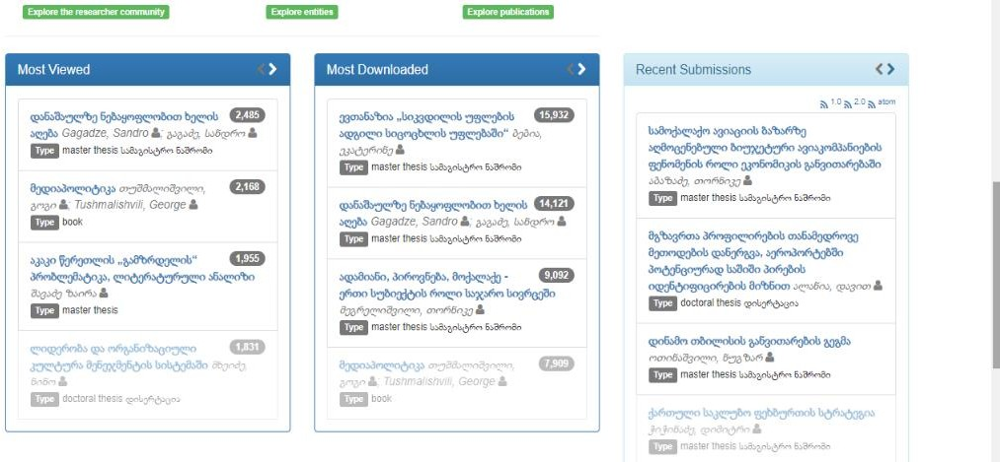 Explore the researcher community
Explore entities
Explore publications
Most Viewed
დანაშაულზე ნებაყოფლობით ხელის 2,485
აღება Gagadze, Sandro ; გაგაძე, სანდრო
Type master thesis სამაგისტრო ნაშრომი
მედიაპოლიტიკა თუშმალიშვილი, 2,168
გოგი ; Tushmalishvili, George
Type book
აკაკი წერეთლის „გამზრდელის“ 1,955
პრობლემატიკა, ლიტერატურული ანალიზი
შავაძე ზაირა
Type master thesis
ლიდერობა და ორგანიზაციული 1,831
კულტურა მენეჯმენტის სისტემაში მხეიძე,
ნინო
Type doctoral thesis დისერტაცია
Most Downloaded
ევთანაზია „სიკვდილის უფლების 15,932
ადგილი სიცოცხლის უფლებაში“ ბებია,
ეკატერინე
Type master thesis სამაგისტრო ნაშრომი
დანაშაულზე ნებაყოფლობით ხელის 14,121
აღება Gagadze, Sandro ; გაგაძე, სანდრო
Type master thesis სამაგისტრო ნაშრომი
ადამიანი, პიროვნება, მოქალაქე - 9,092
ერთი სუბიექტის როლი საჯარო სივრცეში
მეგრელიშვილი, თორნიკე
Type master thesis სამაგისტრო ნაშრომი
მედიაპოლიტიკა თუშმალიშვილი, 7,909
გოგი ; Tushmalishvili, George
Type book
Recent Submissions
1.0 2.0 atom
სამოქალაქო ავიაციის ბაზარზე
აღმოცენებული ბიუჯეტური ავიაკომპანიების
ფენომენის როლი ეკონომიკის განვითარებაში
აბაზაძე, თორნიკე
Type master thesis სამაგისტრო ნაშრომი
მგზავრთა პროფილირების თანამედროვე
მეთოდების დანერგვა, აეროპორტებში
პოტენციურად საშიში პირების
იდენტიფიცირების მიზნით ალანია, დავით
Type doctoral thesis დისერტაცია
დინამო თბილისის განვითარების გეგმა
ოთინაშვილი, ნუგზარ
Type master thesis სამაგისტრო ნაშრომი
ქართული საკლუბო ფეხბურთის სტრატეგია
ჭიჭინაძე, დიმიტრი
Type master thesis სამაგისტრო ნაშრომი